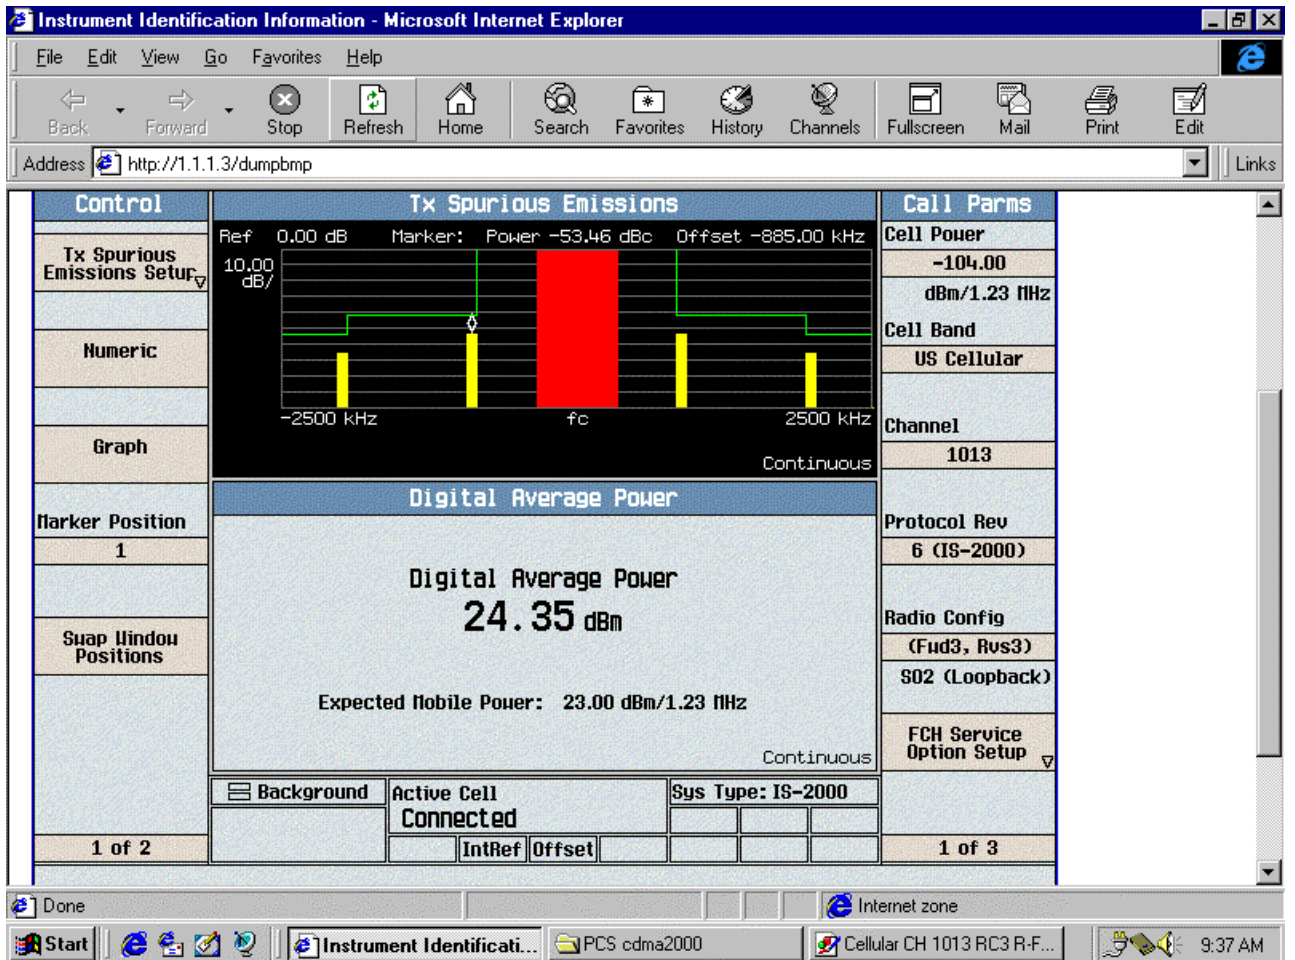 Instrument Identification Information - Microsoft Internet Explorer
File Edit View Go Favorites Help
Back Forward Stop Refresh Home Search Favorites History Channels Fullscreen Mail Print Edit
Address http://1.1.1.3/dumpbmp Links
Control
Tx Spurious
Emissions Setup
Numeric
Graph
Marker Position
1
Swap Window
Positions
1 of 2
Tx Spurious Emissions
Ref 0.00 dB Marker: Power -53.46 dBc Offset -885.00 kHz
10.00
dB/
-2500 kHz fc 2500 kHz
Continuous
Digital Average Power
Digital Average Power
24.35 dBm
Expected Mobile Power: 23.00 dBm/1.23 MHz
Continuous
Background Active Cell Sys Type: IS-2000
Connected
IntRef Offset
Call Parms
Cell Power
-104.00
dBm/1.23 MHz
Cell Band
US Cellular
Channel
1013
Protocol Rev
6 (IS-2000)
Radio Config
(Fwd3, Rvs3)
SO2 (Loopback)
FCH Service
Option Setup
1 of 3
Done Internet zone
Start Instrument Identificati... PCS cdma2000 Cellular CH 1013 RC3 R-F... 9:37 AM